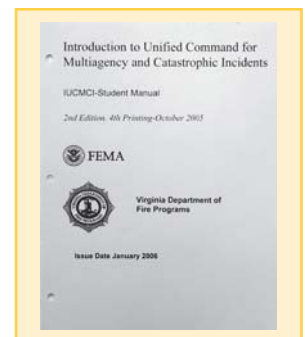 Introduction to Unified Command for
Multiagency and Catastrophic Incidents
IUCMCI-Student Manual
2nd Edition, 4th Printing-October 2005
FEMA
Virginia Department of
Fire Programs
Issue Date January 2006